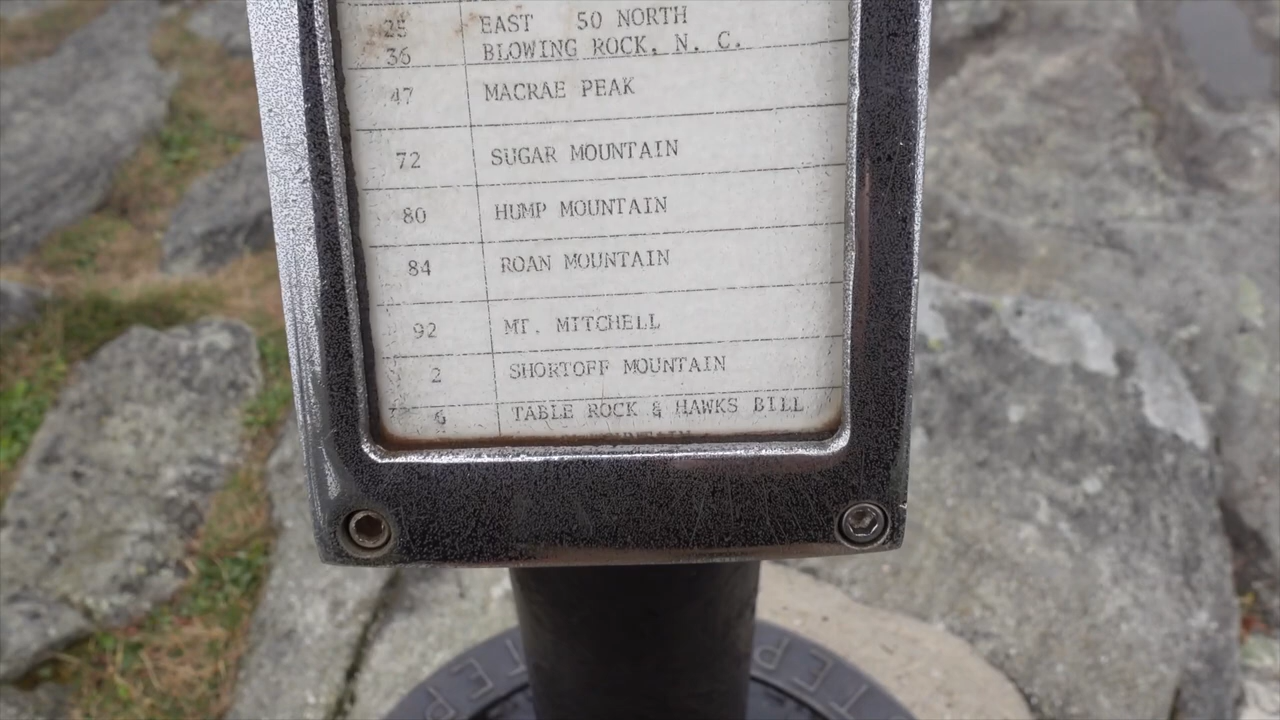 25 EAST 50 NORTH
36 BLOWING ROCK, N. C.
47 MACRAE PEAK
72 SUGAR MOUNTAIN
80 HUMP MOUNTAIN
84 ROAN MOUNTAIN
92 MT. MITCHELL
2 SHORTOFF MOUNTAIN
6 TABLE ROCK & HAWKS BILL
STEP